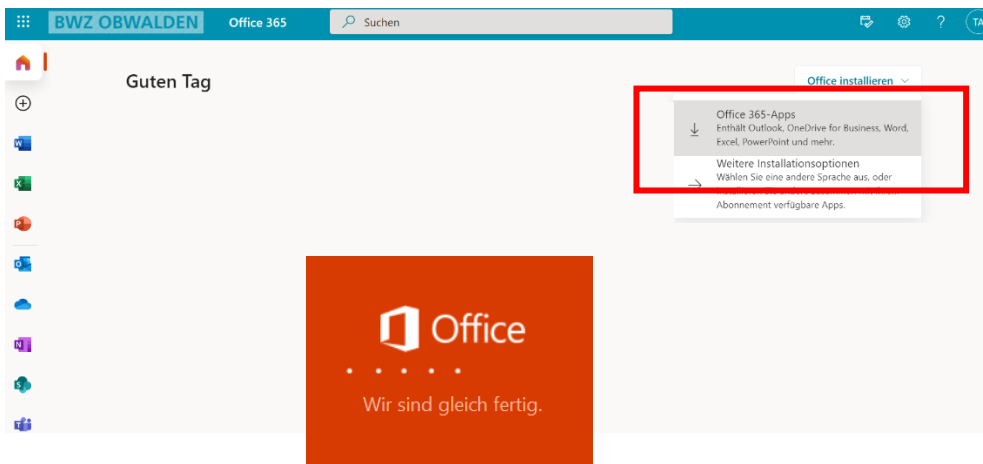 BWZ OBWALDEN Office 365 Suchen ? TA
Guten Tag
Office installieren
Office 365-Apps
Enthält Outlook, OneDrive for Business, Word,
Excel, PowerPoint und mehr.
Weitere Installationsoptionen
Wählen Sie eine andere Sprache aus, oder
Abonnement verfügbare Apps.
Office
Wir sind gleich fertig.